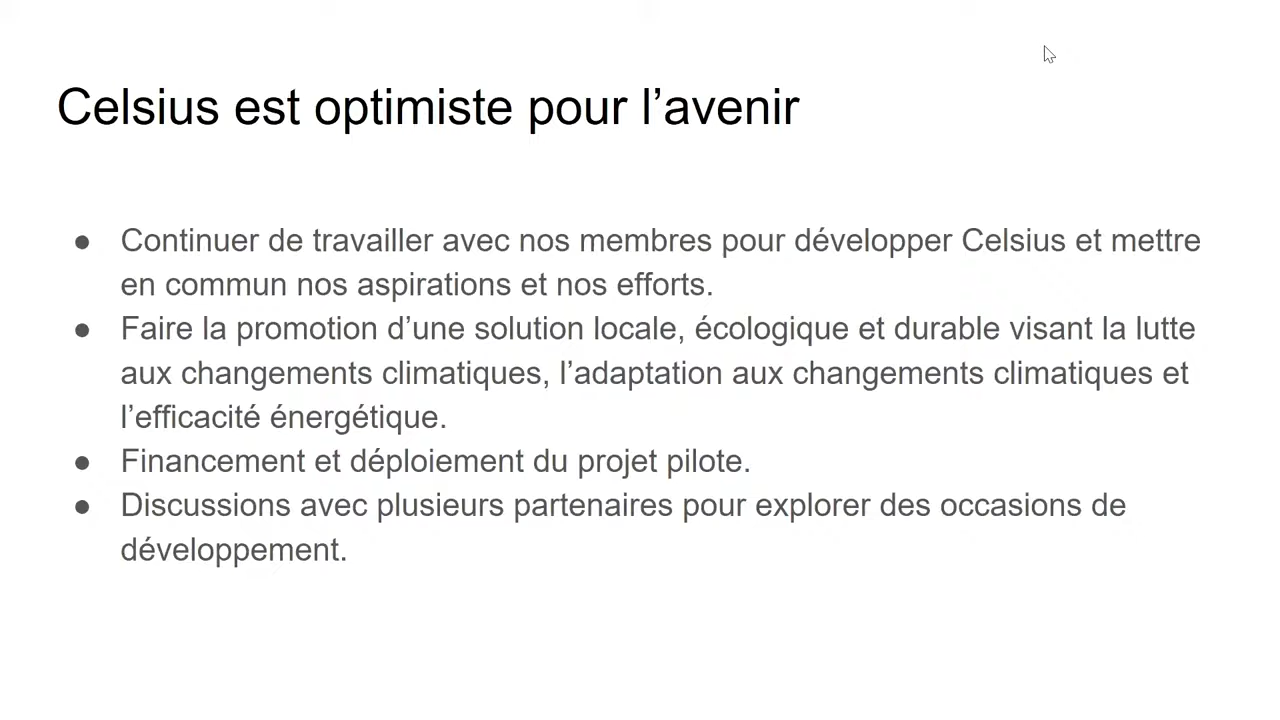 Celsius est optimiste pour l’avenir
● Continuer de travailler avec nos membres pour développer Celsius et mettre
en commun nos aspirations et nos efforts.
● Faire la promotion d’une solution locale, écologique et durable visant la lutte
aux changements climatiques, l’adaptation aux changements climatiques et
l’efficacité énergétique.
● Financement et déploiement du projet pilote.
● Discussions avec plusieurs partenaires pour explorer des occasions de
développement.